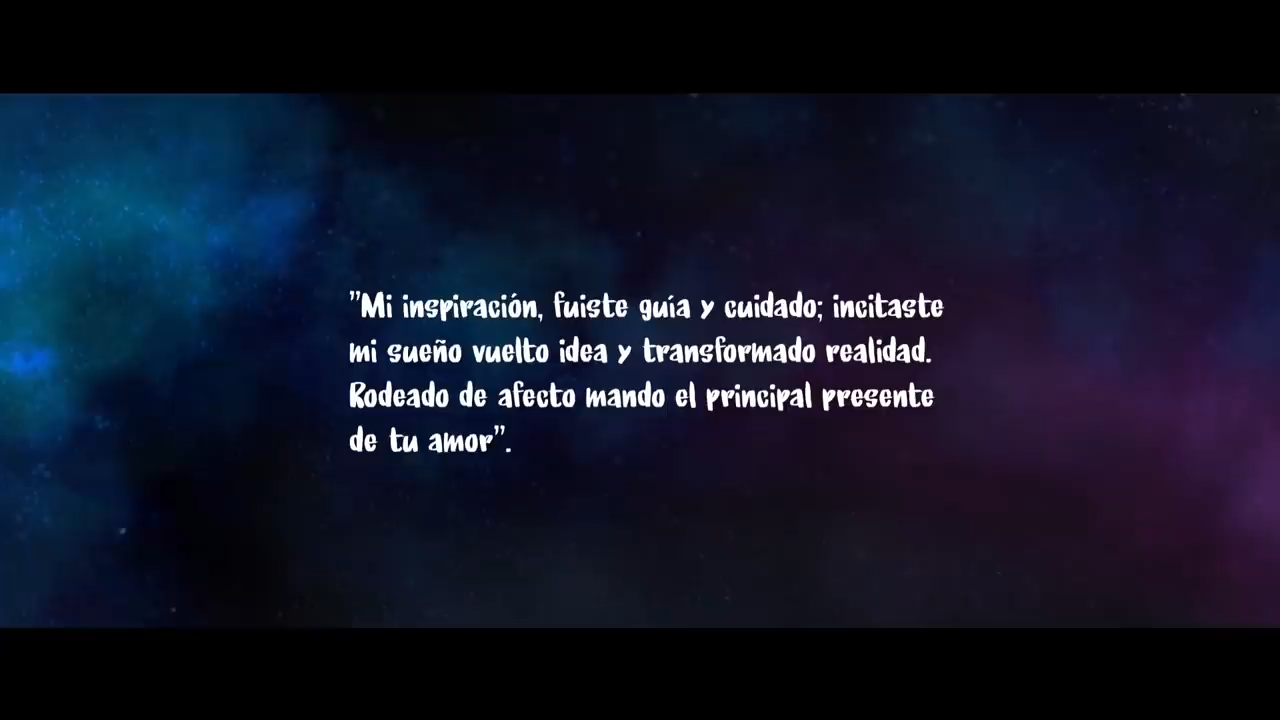 "Mi inspiración, fuiste guía y cuidado; incitaste
mi sueño vuelto idea y transformado realidad.
Rodeado de afecto mando el principal presente
de tu amor".